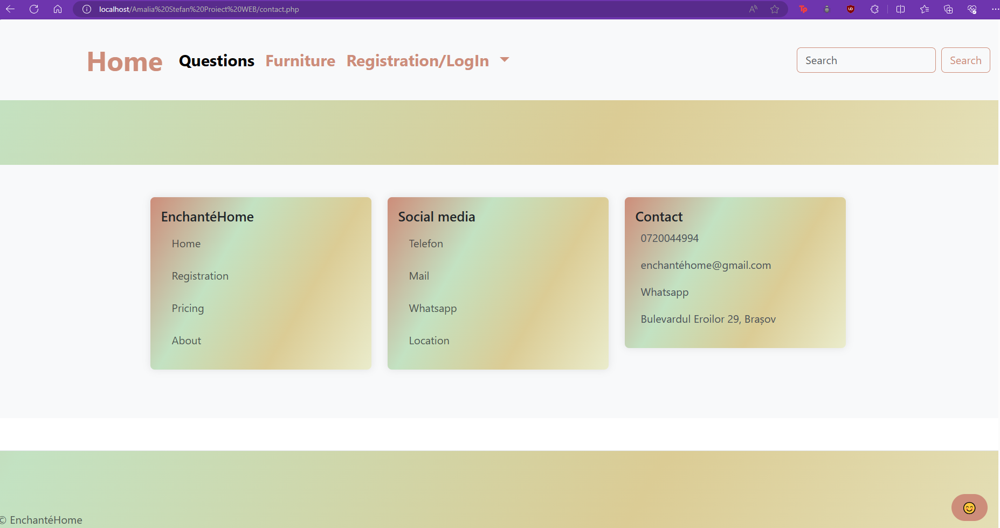 localhost/Amalia%20Stefan%20Proiect%20WEB/contact.php
Home Questions Furniture Registration/LogIn Search Search
EnchantéHome
Home
Registration
Pricing
About
Social media
Telefon
Mail
Whatsapp
Location
Contact
0720044994
enchantéhome@gmail.com
Whatsapp
Bulevardul Eroilor 29, Brașov
© EnchantéHome